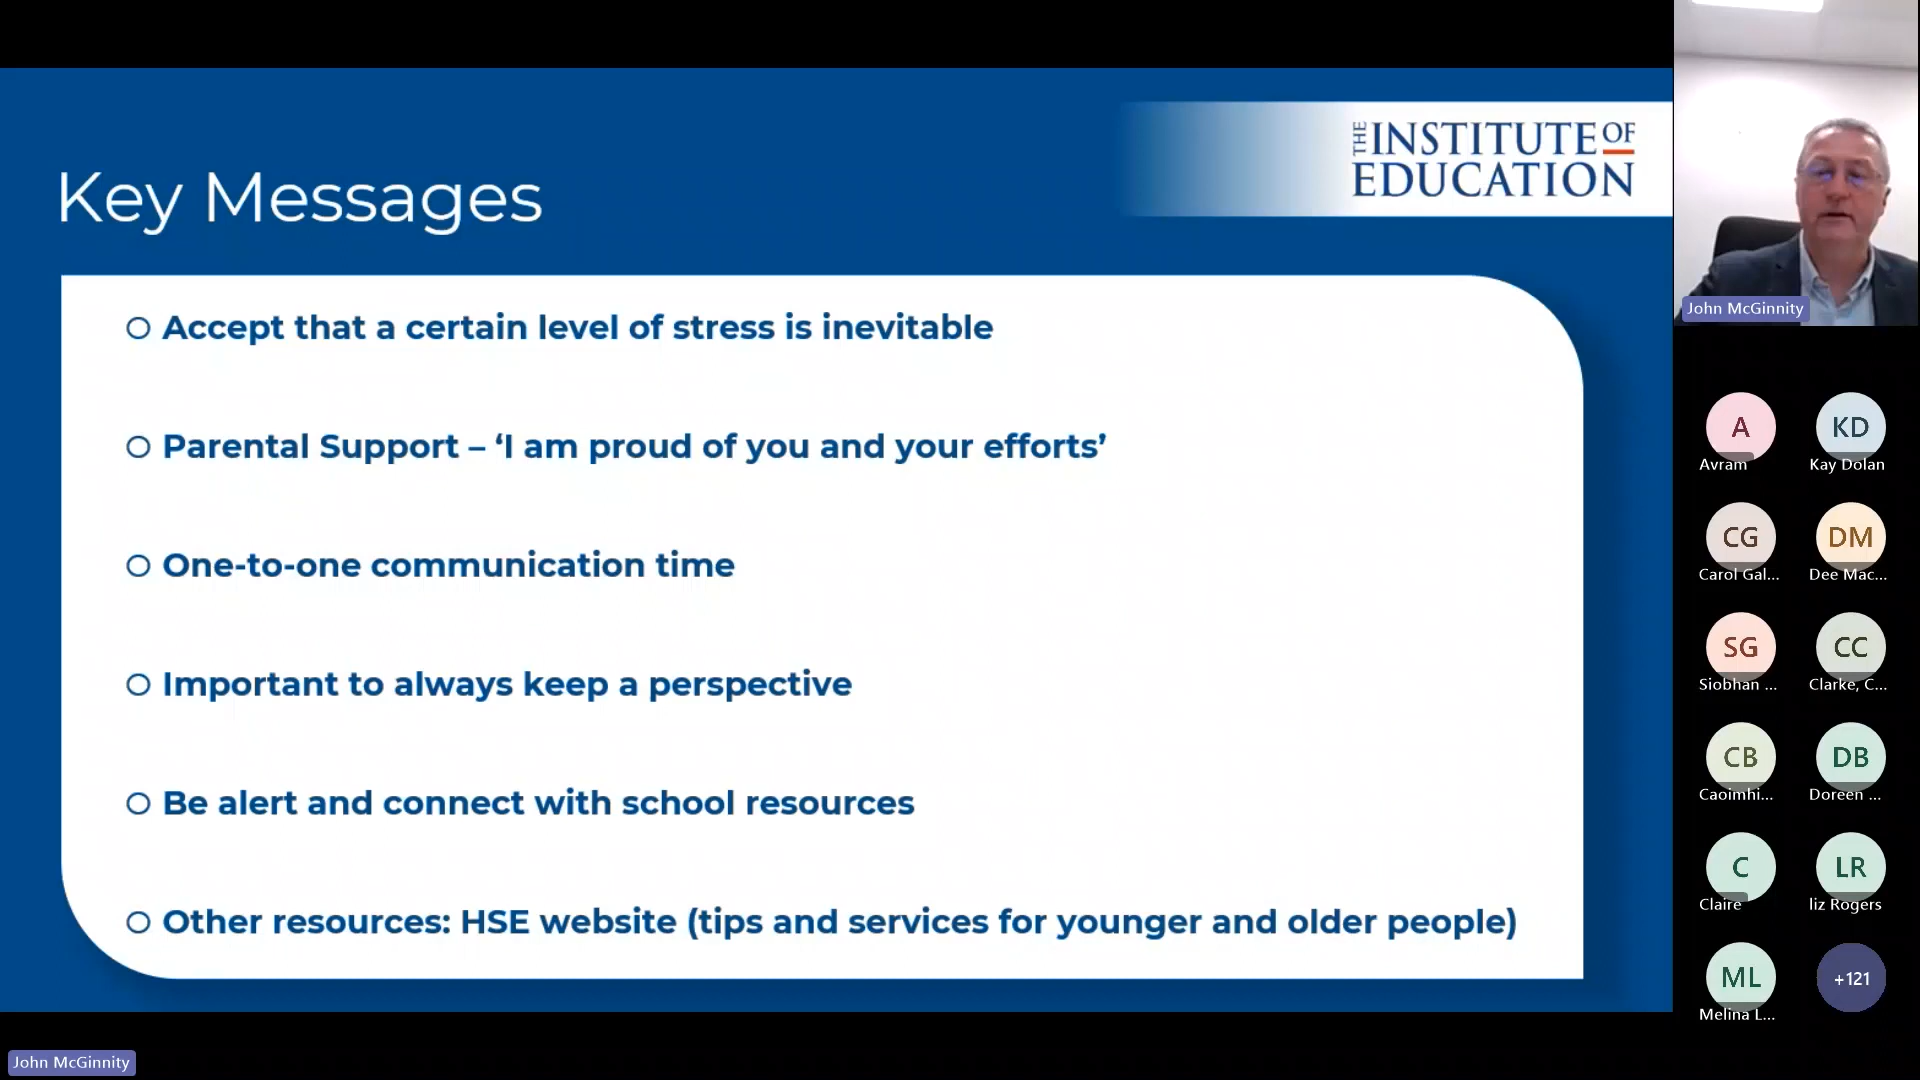 THE INSTITUTE OF
EDUCATION
Key Messages
Accept that a certain level of stress is inevitable
Parental Support – ‘I am proud of you and your efforts’
One-to-one communication time
Important to always keep a perspective
Be alert and connect with school resources
Other resources: HSE website (tips and services for younger and older people)
John McGinnity
John McGinnity
A
Avram
KD
Kay Dolan
CG
Carol Gal...
DM
Dee Mac...
SG
Siobhan ...
CC
Clarke, C...
CB
Caoimhi...
DB
Doreen ...
C
Claire
LR
liz Rogers
ML
Melina L...
+121